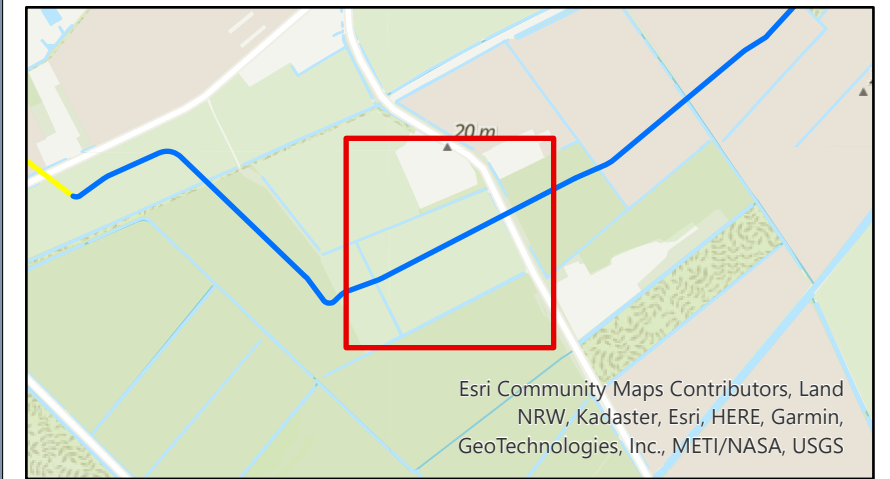 20 m
Esri Community Maps Contributors, Land
NRW, Kadaster, Esri, HERE, Garmin,
GeoTechnologies, Inc., METI/NASA, USGS